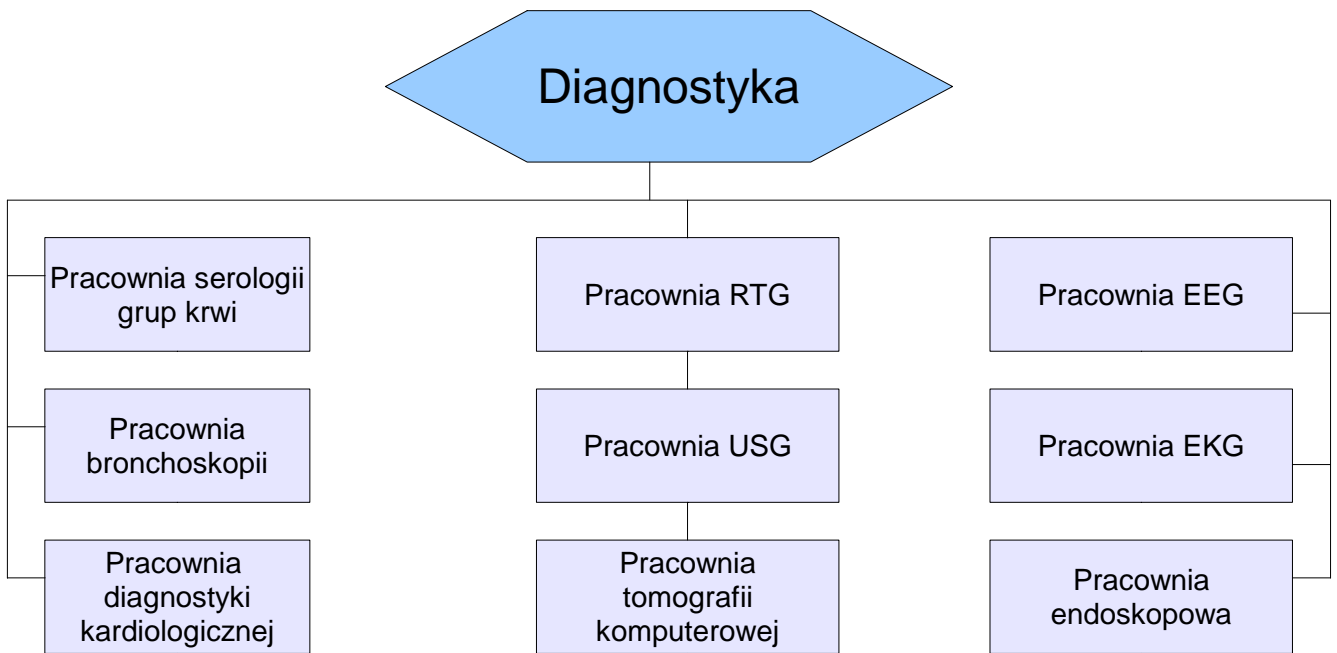 Diagnostyka
Pracownia serologii
grup krwi
Pracownia RTG
Pracownia EEG
Pracownia
bronchoskopii
Pracownia USG
Pracownia EKG
Pracownia
diagnostyki
kardiologicznej
Pracownia
tomografii
komputerowej
Pracownia
endoskopowa